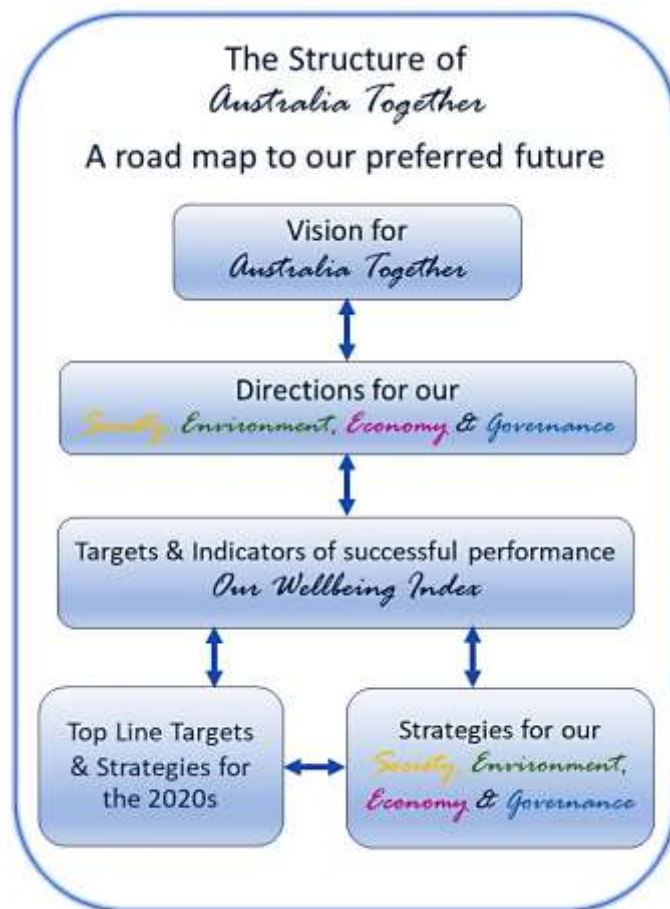 The Structure of
Australia Together
A road map to our preferred future
Vision for
Australia Together
Directions for our
Society, Environment, Economy & Governance
Targets & Indicators of successful performance
Our Wellbeing Index
Top Line Targets
& Strategies for
the 2020s
Strategies for our
Society, Environment,
Economy & Governance